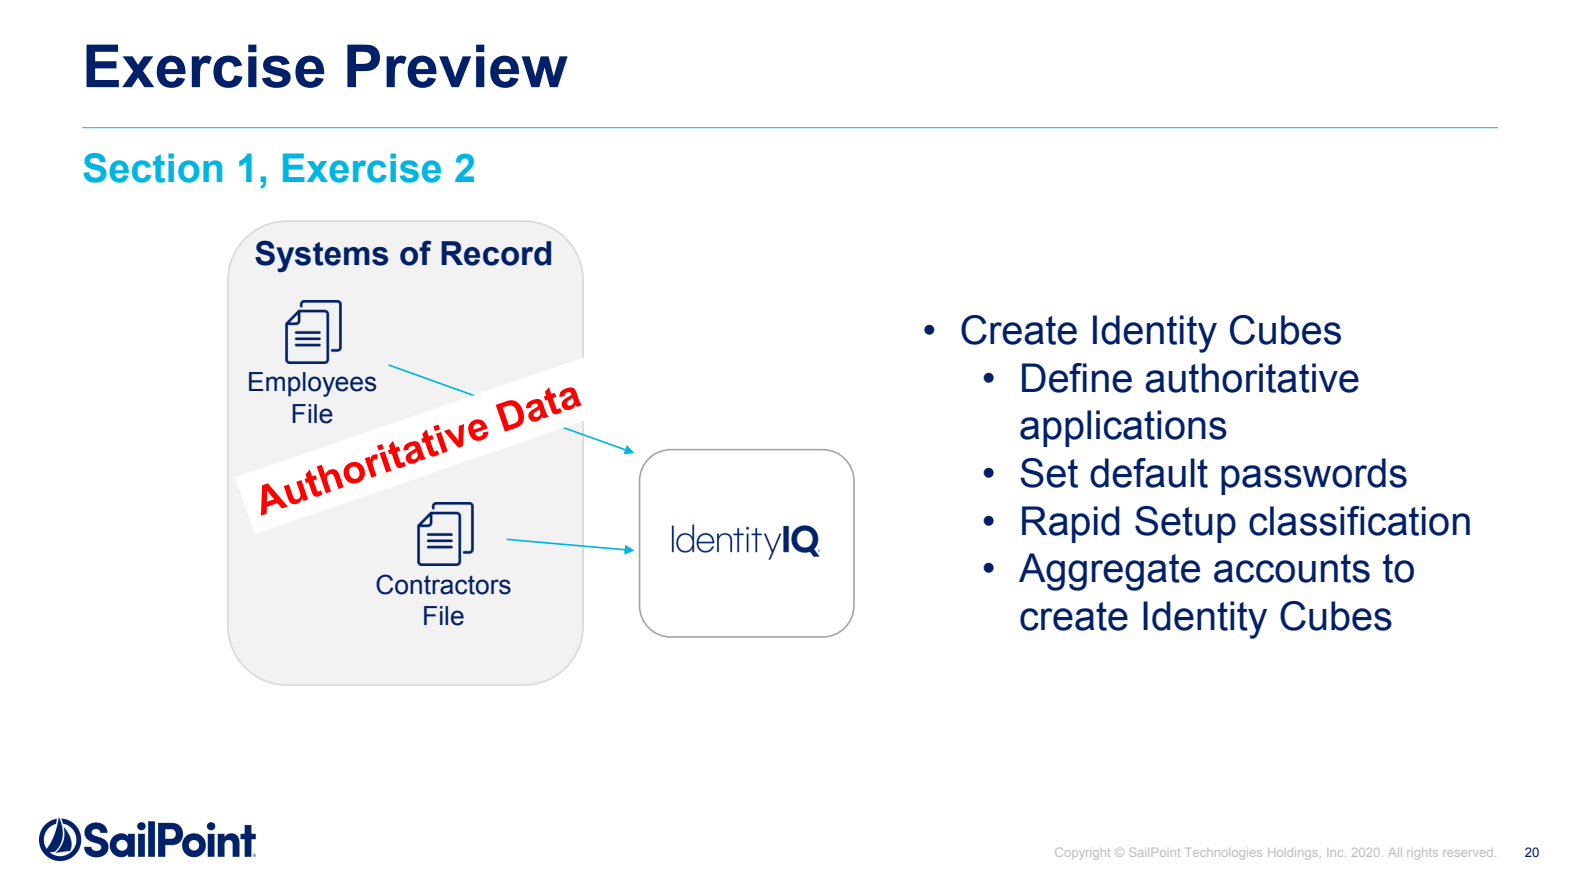 Exercise Preview
Section 1, Exercise 2
Systems of Record
Employees
File
Authoritative Data
Contractors
File
IdentityIQ
• Create Identity Cubes
• Define authoritative
applications
• Set default passwords
• Rapid Setup classification
• Aggregate accounts to
create Identity Cubes
SailPoint
Copyright © SailPoint Technologies Holdings, Inc. 2020. All rights reserved.
20